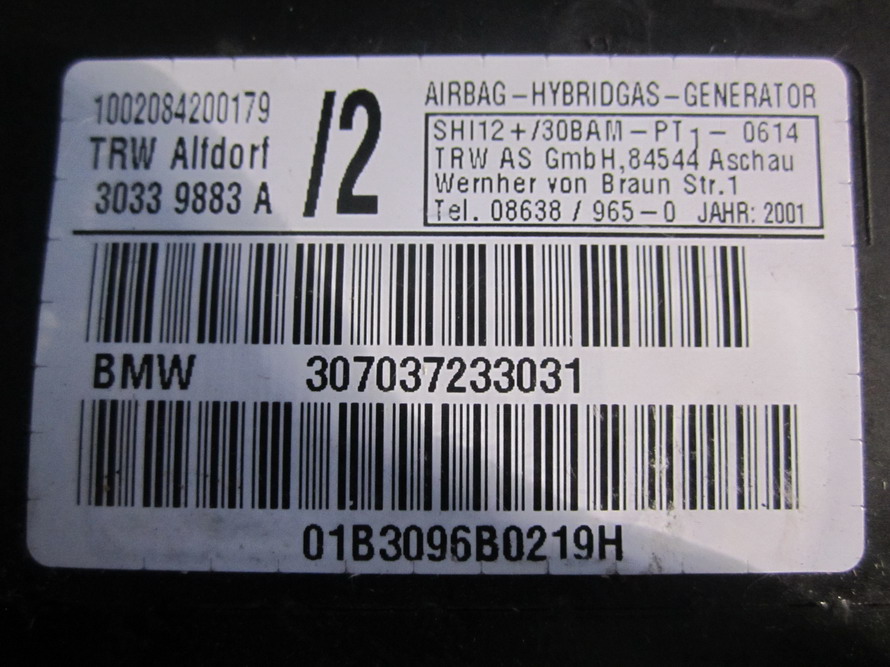 1002084200179
TRW Alfdorf
3033 9883 A
/2
AIRBAG-HYBRIDGAS-GENERATOR
SHI12+/30BAM-PT1-0614
TRW AS GmbH,84544 Aschau
Wernher von Braun Str.1
Tel. 08638 / 965-0 JAHR: 2001
BMW 307037233031
01B3096B0219H